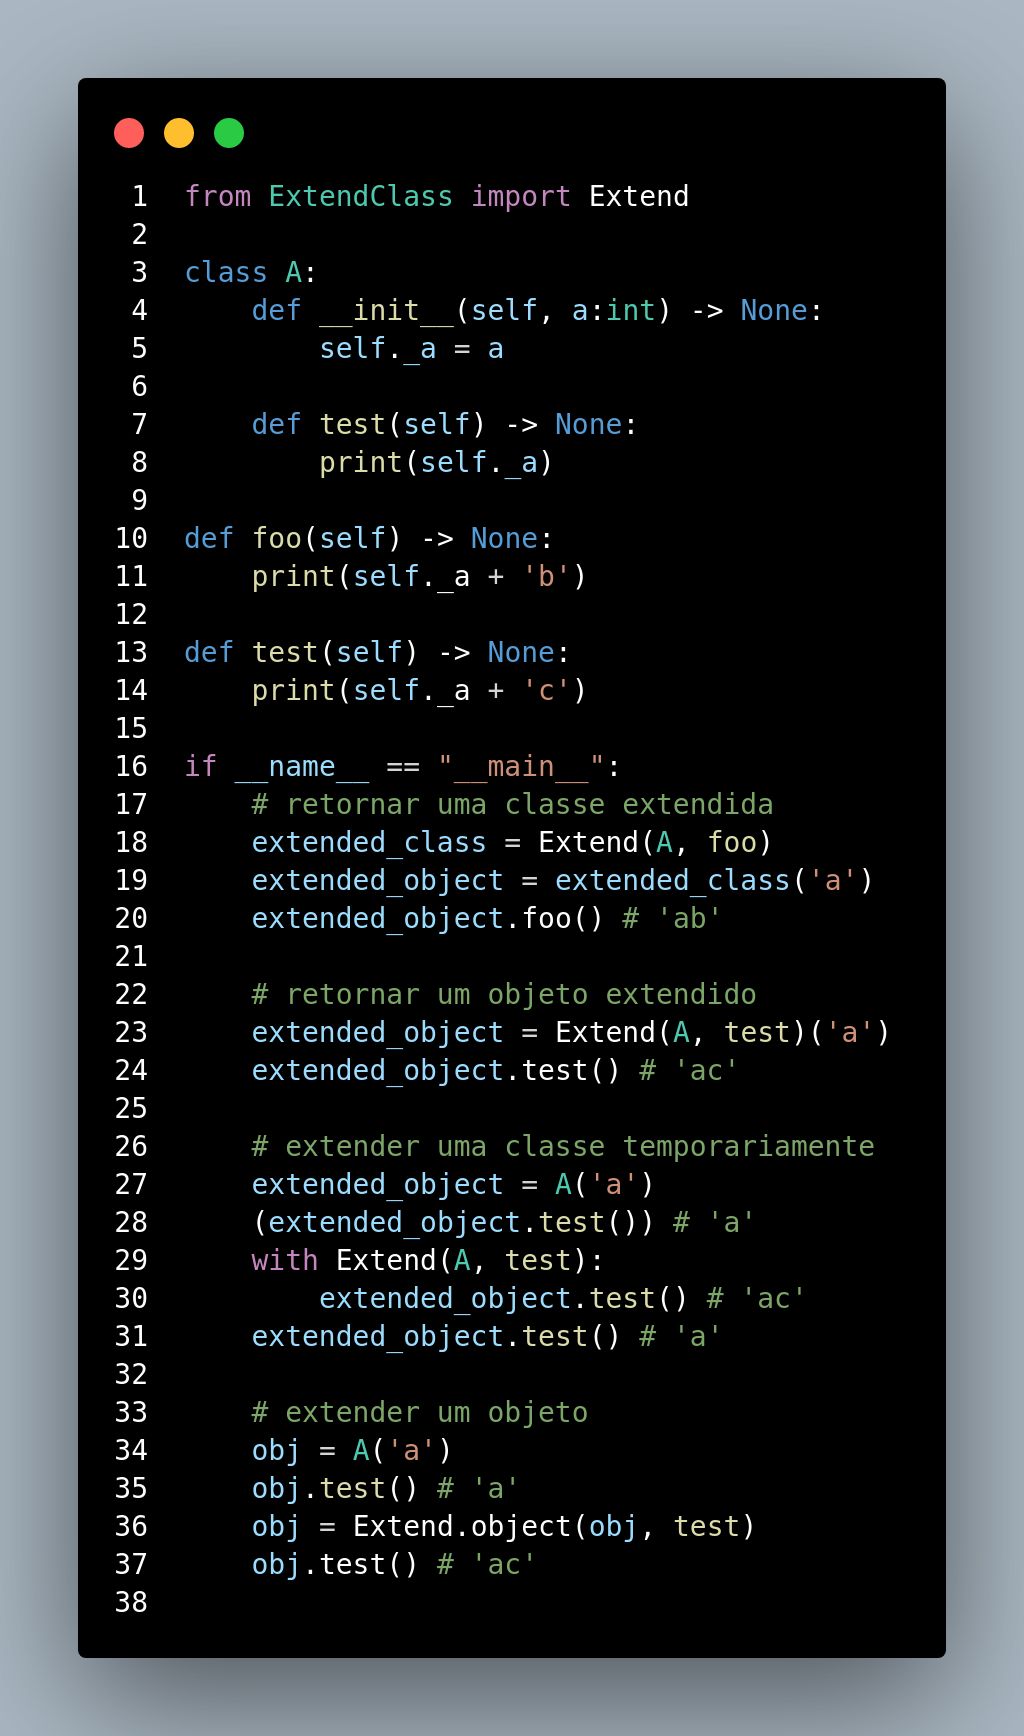 1 from ExtendClass import Extend
2
3 class A:
4     def __init__(self, a:int) -> None:
5         self._a = a
6
7     def test(self) -> None:
8         print(self._a)
9
10 def foo(self) -> None:
11     print(self._a + 'b')
12
13 def test(self) -> None:
14     print(self._a + 'c')
15
16 if __name__ == "__main__":
17     # retornar uma classe extendida
18     extended_class = Extend(A, foo)
19     extended_object = extended_class('a')
20     extended_object.foo() # 'ab'
21
22     # retornar um objeto extendido
23     extended_object = Extend(A, test)('a')
24     extended_object.test() # 'ac'
25
26     # extender uma classe temporariamente
27     extended_object = A('a')
28     (extended_object.test()) # 'a'
29     with Extend(A, test):
30         extended_object.test() # 'ac'
31     extended_object.test() # 'a'
32
33     # extender um objeto
34     obj = A('a')
35     obj.test() # 'a'
36     obj = Extend.object(obj, test)
37     obj.test() # 'ac'
38